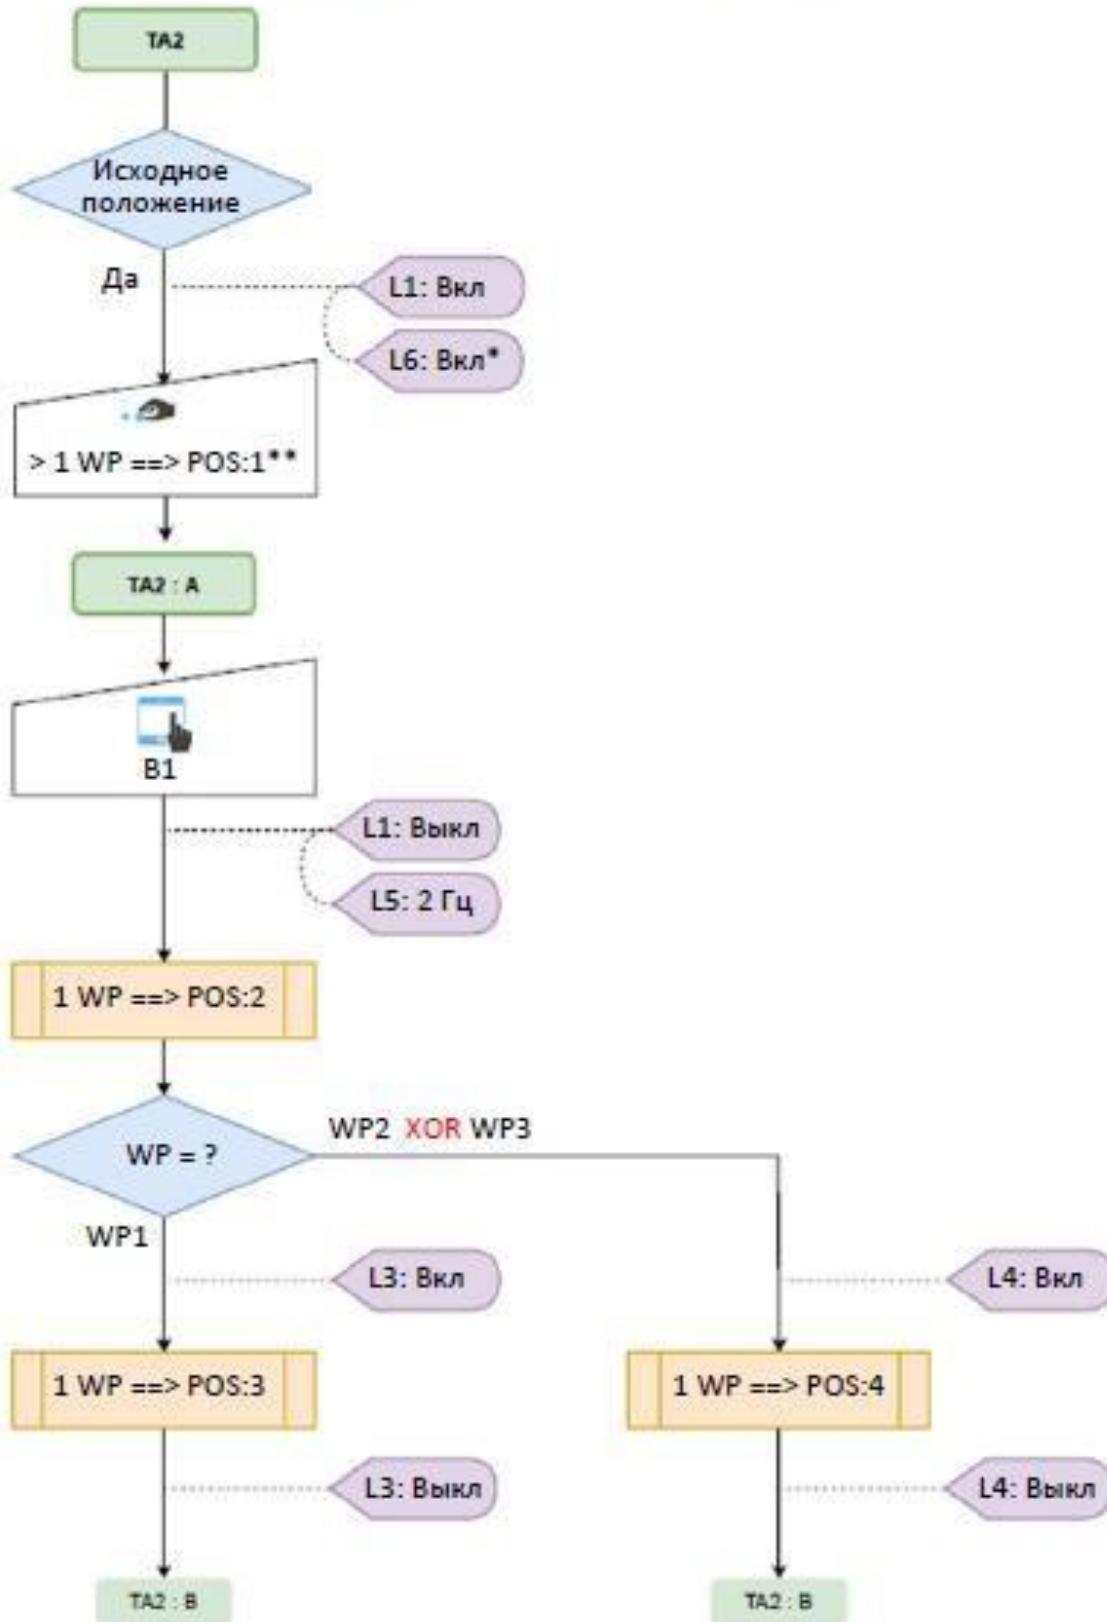 TA2
Исходное
положение
Да
L1: Вкл
L6: Вкл*
> 1 WP ==> POS:1**
TA2 : A
B1
L1: Выкл
L5: 2 Гц
1 WP ==> POS:2
WP = ?
WP2 XOR WP3
WP1
L3: Вкл
L4: Вкл
1 WP ==> POS:3
1 WP ==> POS:4
L3: Выкл
L4: Выкл
TA2 : B
TA2 : B